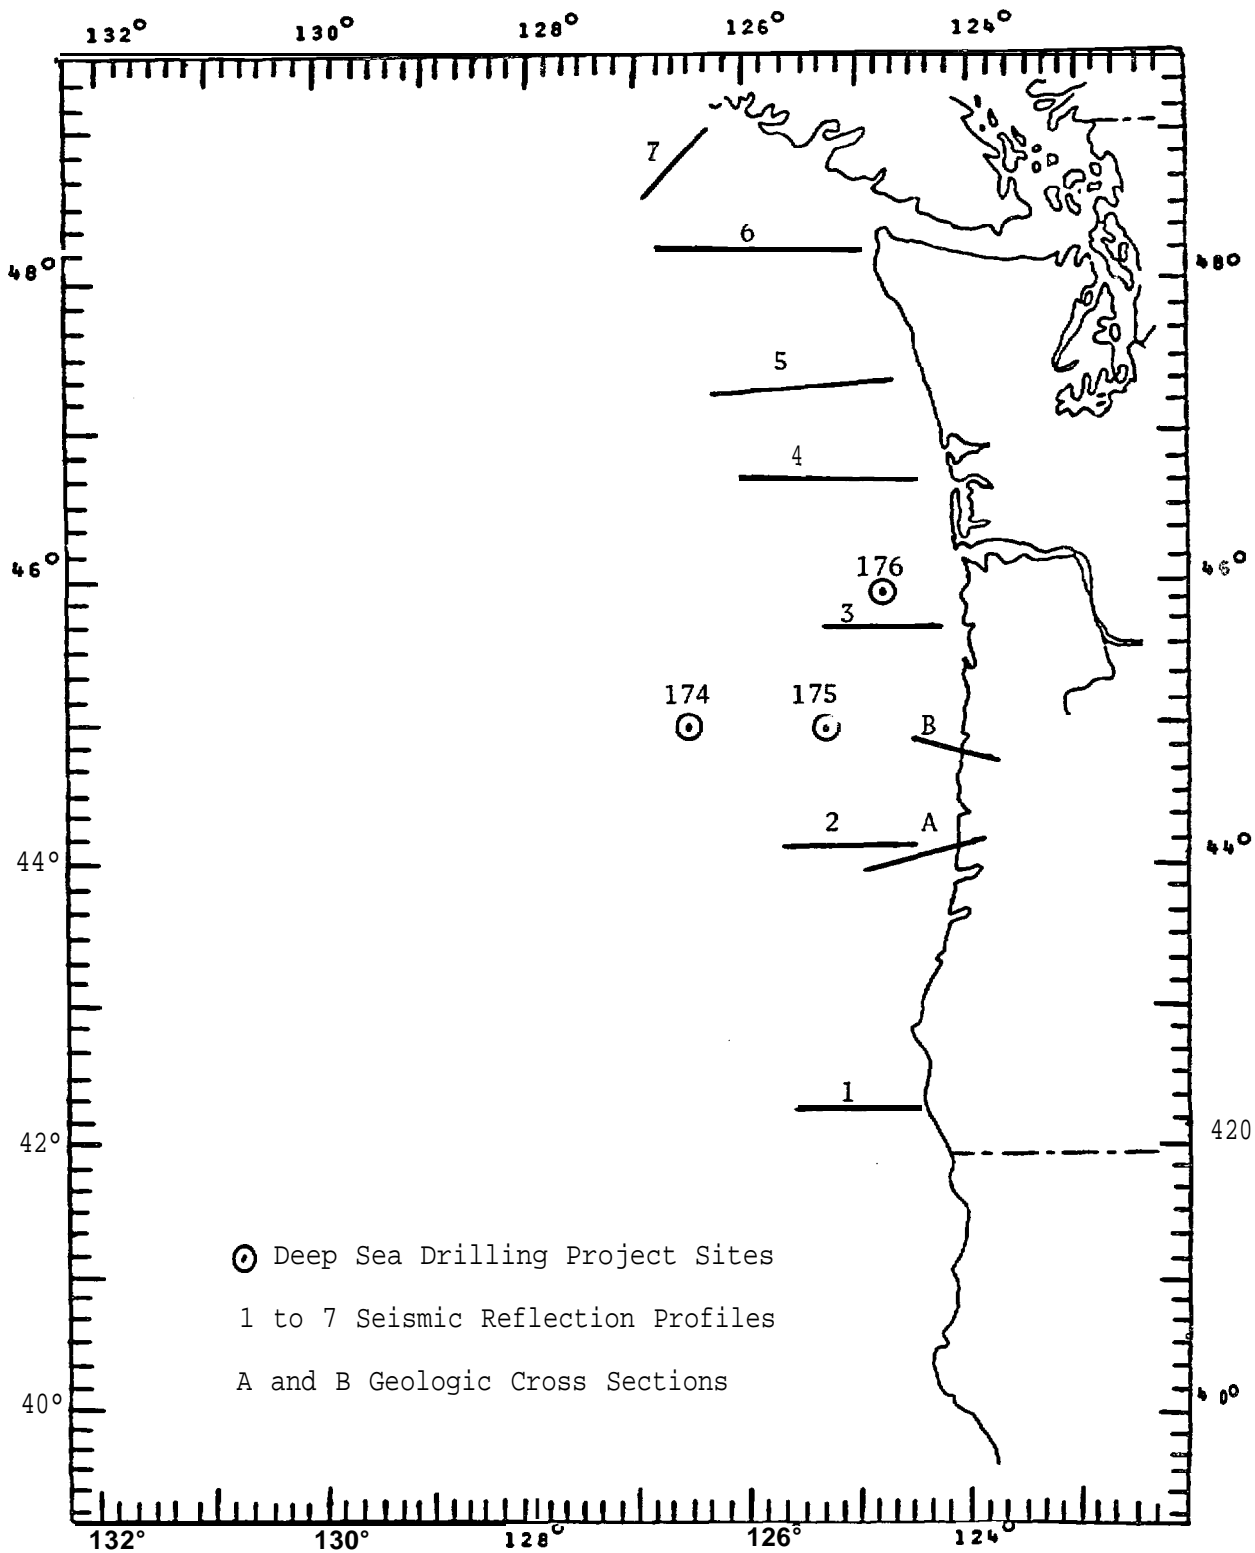 132° 130° 128° 126° 124°
7
6
48° 48°
5
4
46° 46°
176
3
174 175
B
2 A
44° 44°
1
42° 420
Deep Sea Drilling Project Sites
1 to 7 Seismic Reflection Profiles
A and B Geologic Cross Sections
40° 40°
132° 130° 128° 126° 124°